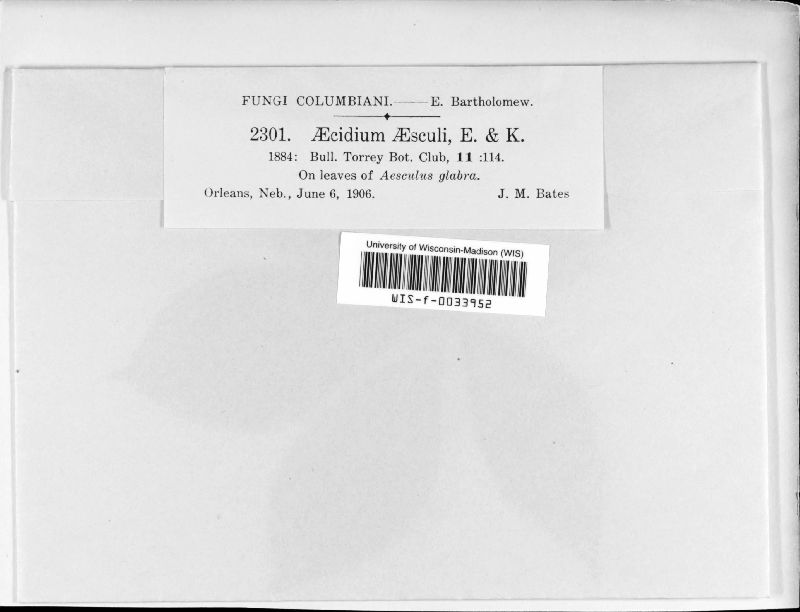 FUNGI COLUMBIANI.——E. Bartholomew.
2301. Æcidium Æsculi, E. & K.
1884: Bull. Torrey Bot. Club, 11 :114.
On leaves of Aesculus glabra.
Orleans, Neb., June 6, 1906. J. M. Bates
University of Wisconsin-Madison (WIS)
WIS-f-0033952